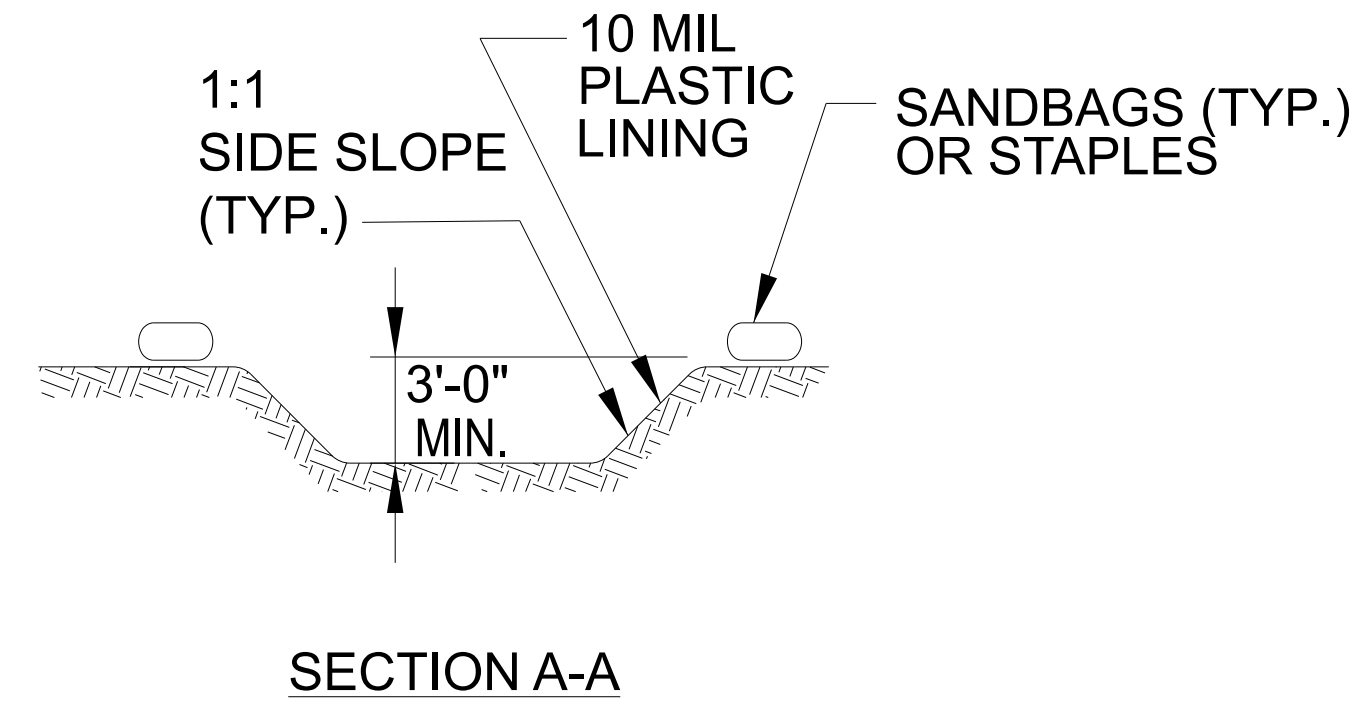 10 MIL
PLASTIC
LINING
1:1
SIDE SLOPE
(TYP.)
SANDBAGS (TYP.)
OR STAPLES
3'-0"
MIN.
SECTION A-A